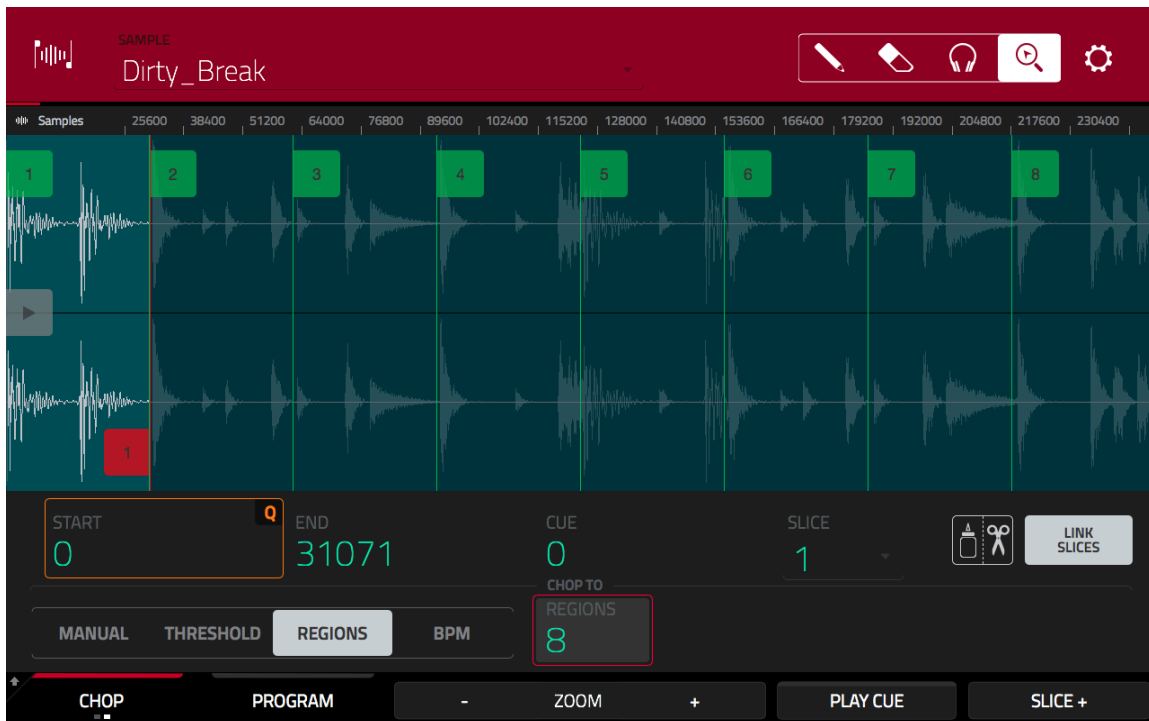 SAMPLE
Dirty_Break
Samples 25600 38400 51200 64000 76800 89600 102400 115200 128000 140800 153600 166400 179200 192000 204800 217600 230400
1 2 3 4 5 6 7 8
1
START Q END CUE SLICE
0 31071 0 1
LINK SLICES
CHOP TO
MANUAL THRESHOLD REGIONS BPM
REGIONS
8
CHOP PROGRAM - ZOOM + PLAY CUE SLICE +